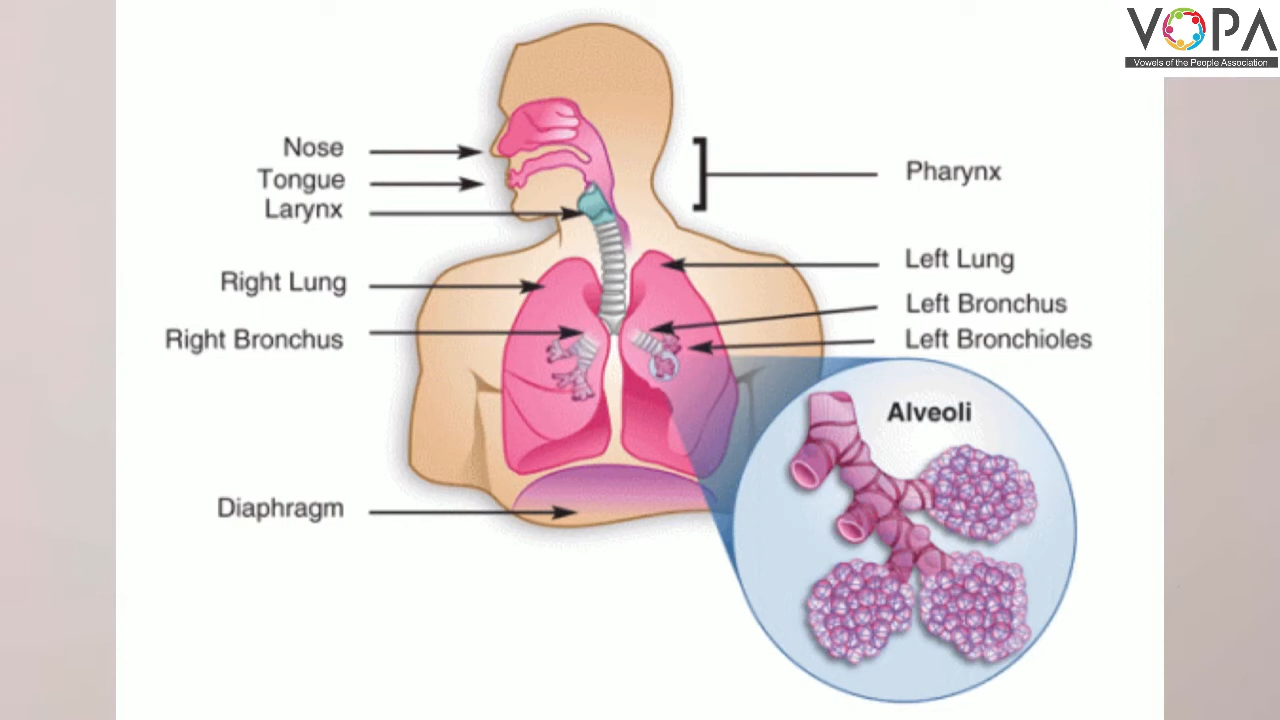 VOPA
Vowels of the People Association
Nose
Tongue
Larynx
Right Lung
Right Bronchus
Diaphragm
Pharynx
Left Lung
Left Bronchus
Left Bronchioles
Alveoli